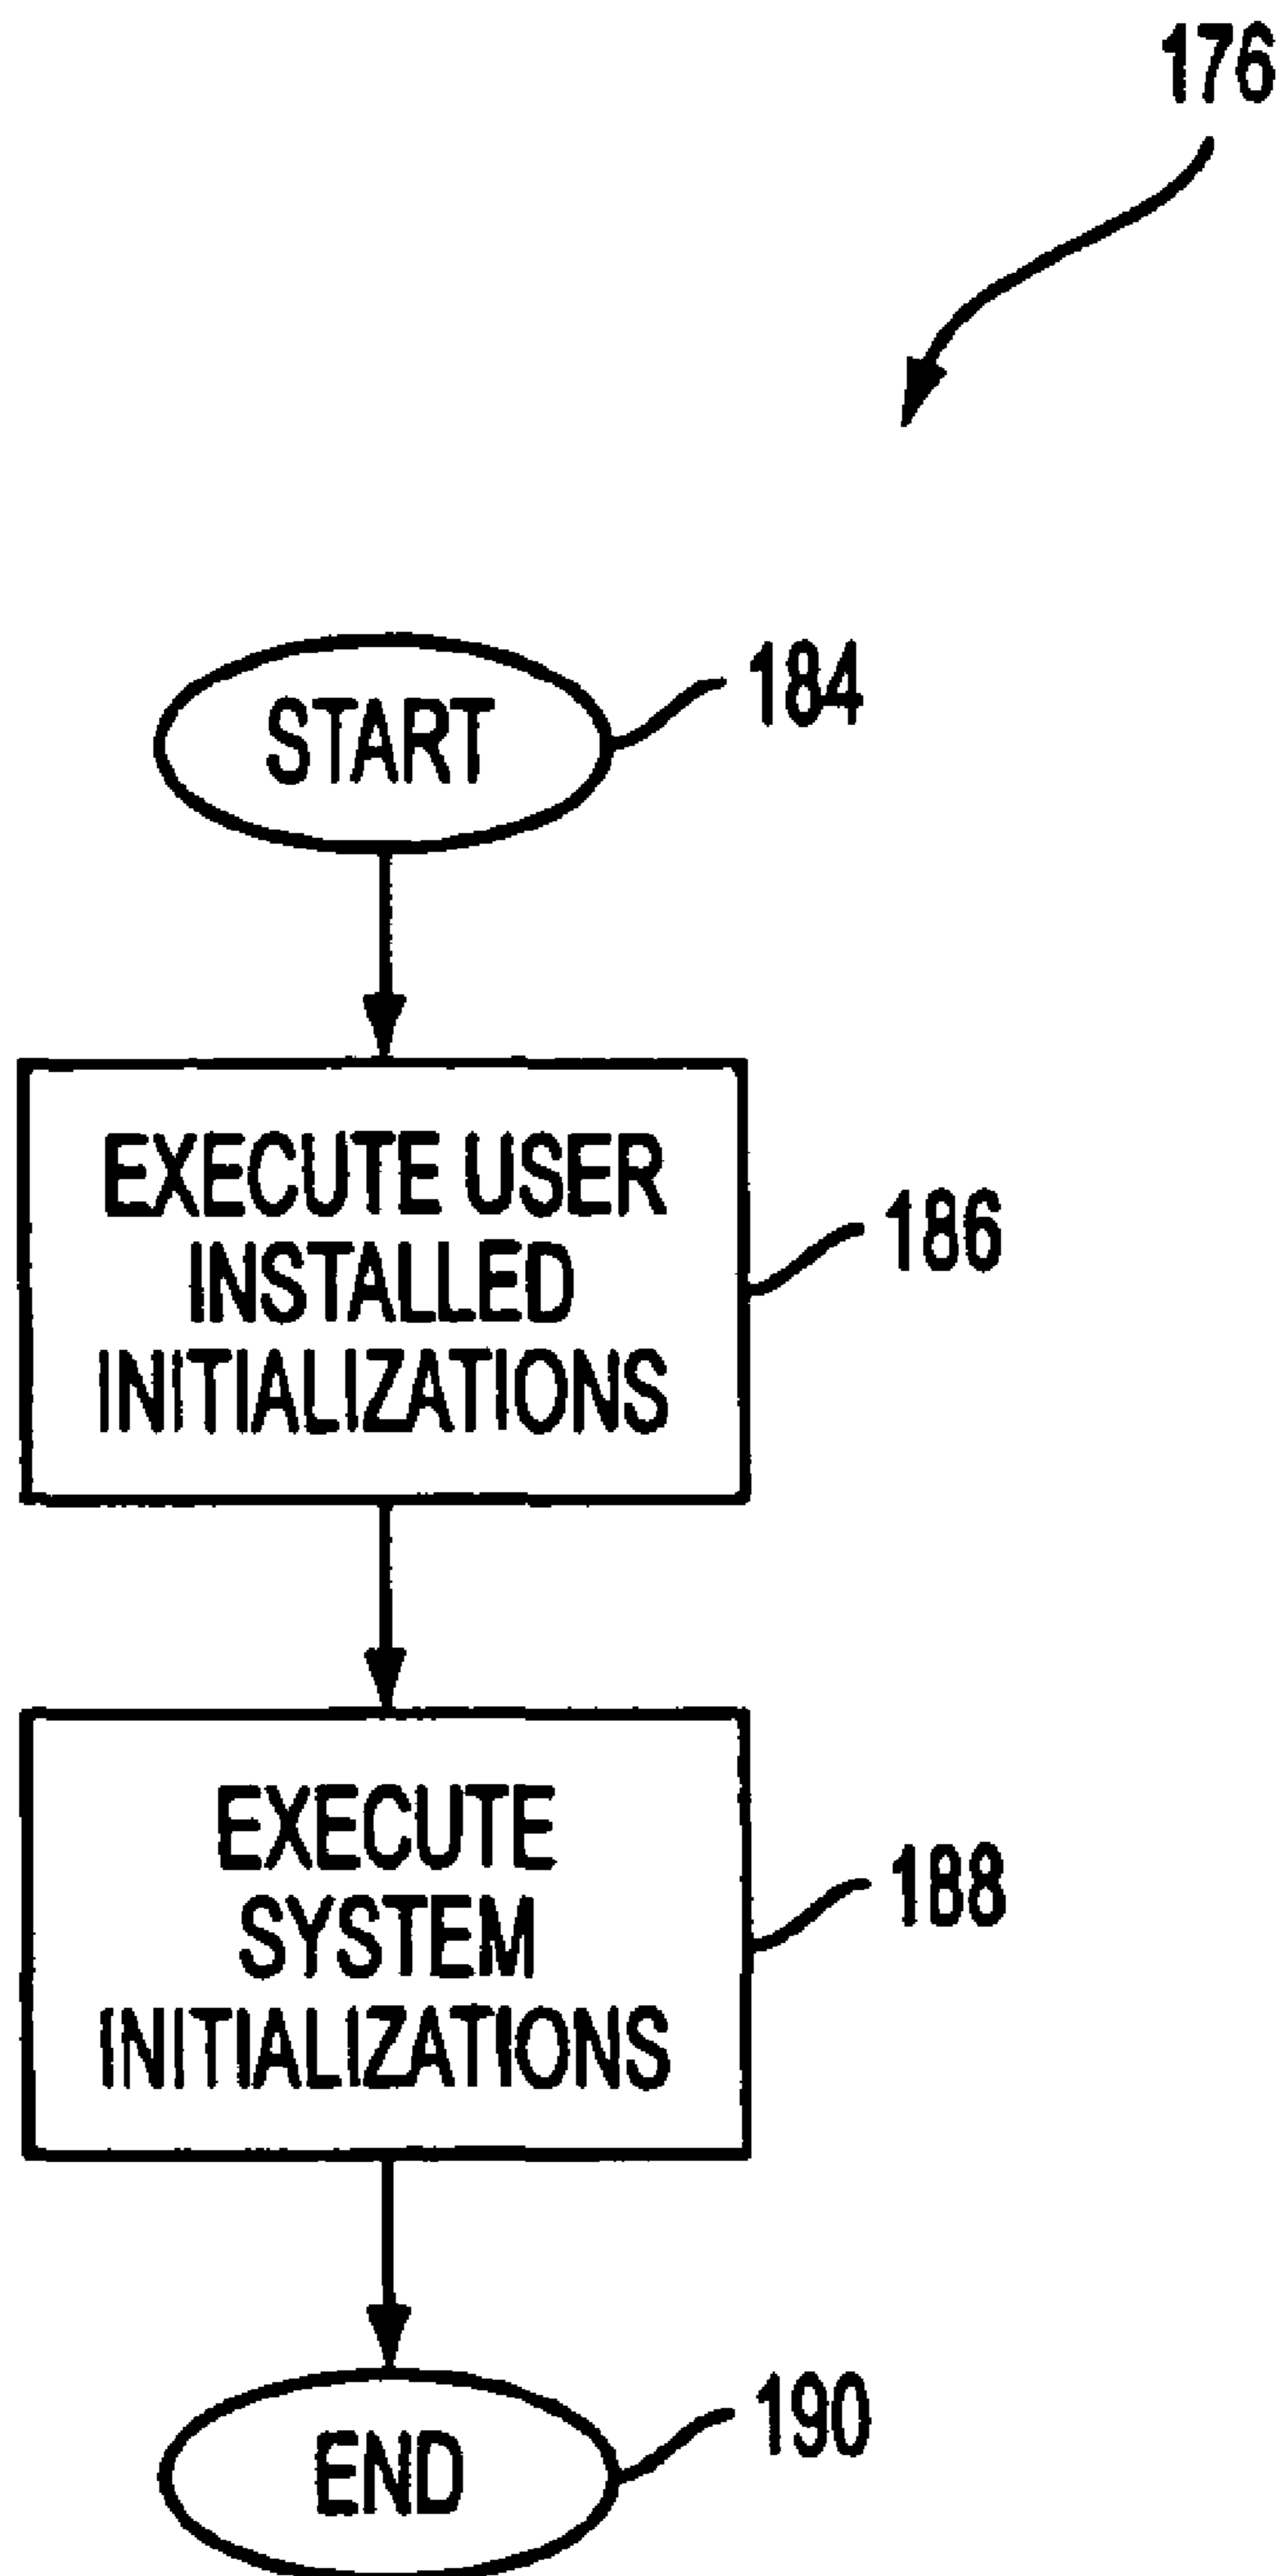 176
START
184
EXECUTE USER
INSTALLED
INITIALIZATIONS
186
EXECUTE
SYSTEM
INITIALIZATIONS
188
END
190